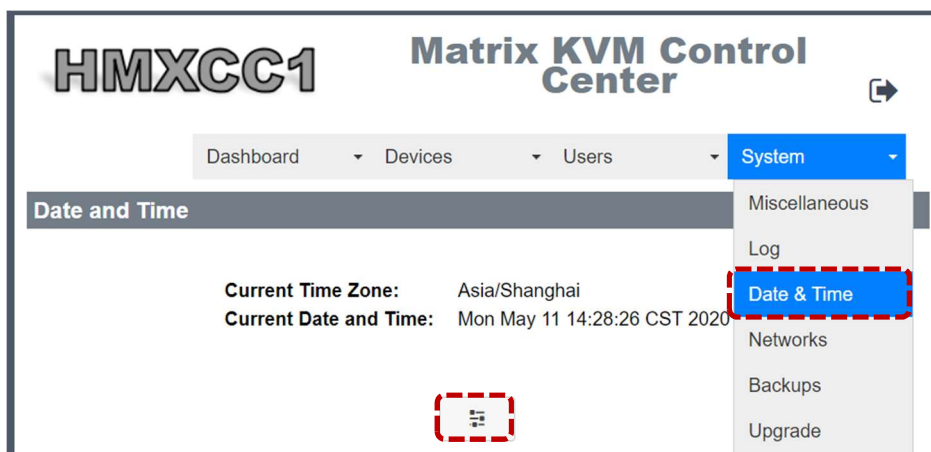 HMXCC1
Matrix KVM Control
Center
Dashboard Devices Users System
Date and Time
Miscellaneous
Log
Date & Time
Networks
Backups
Upgrade
Current Time Zone: Asia/Shanghai
Current Date and Time: Mon May 11 14:28:26 CST 2020